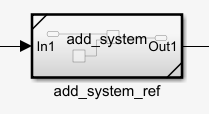 In1 add_system Out1
add_system_ref